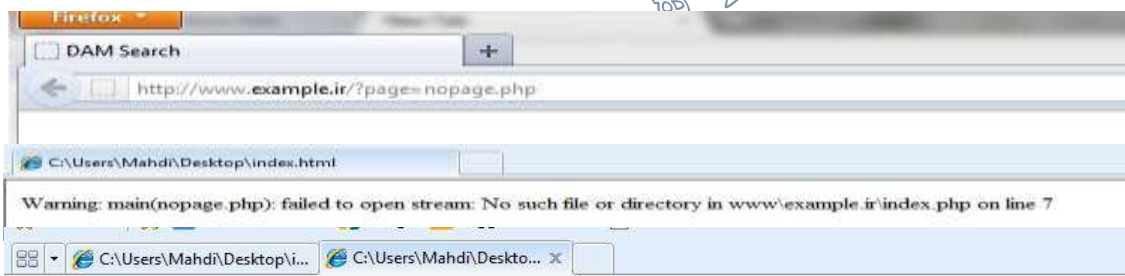 Firefox
DAM Search
http://www.example.ir/?page=nopage.php
C:\Users\Mahdi\Desktop\index.html
Warning: main(nopage.php): failed to open stream: No such file or directory in www\example.ir\index.php on line 7
C:\Users\Mahdi\Desktop\i... C:\Users\Mahdi\Deskto...